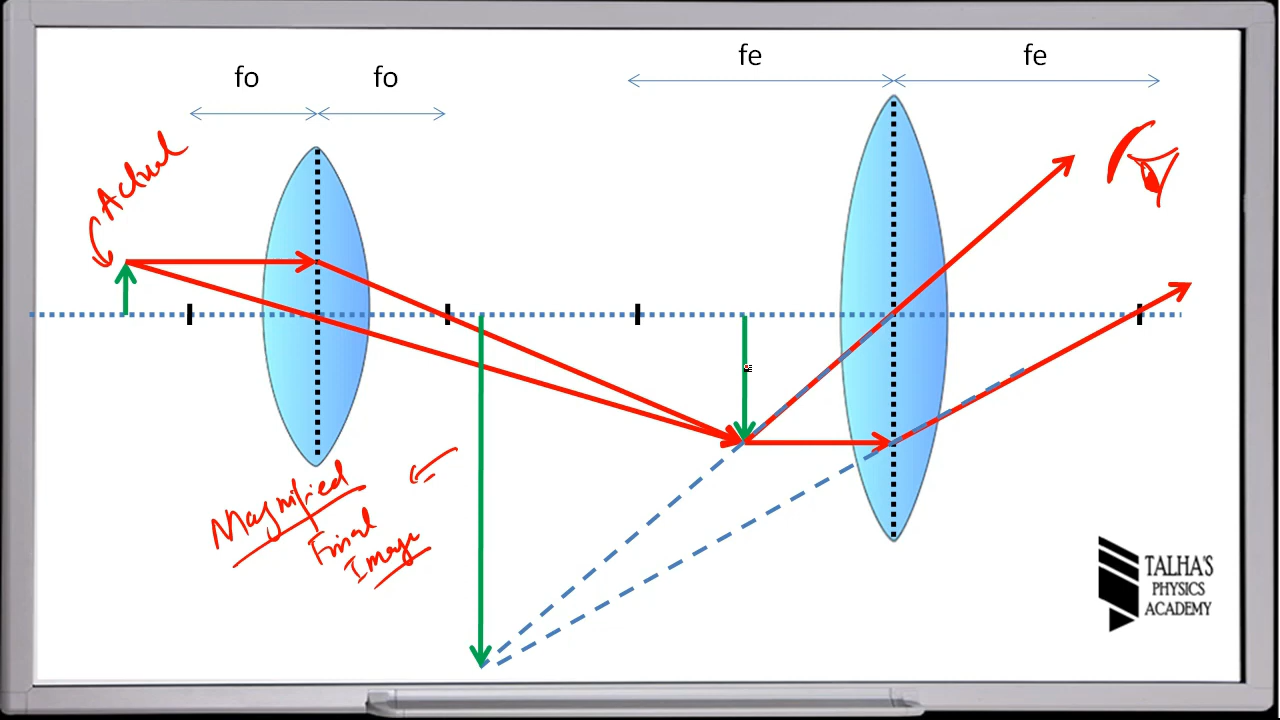 fo
fo
fe
fe
Actual
Magnified
Final
Image
TALHA'S
PHYSICS
ACADEMY